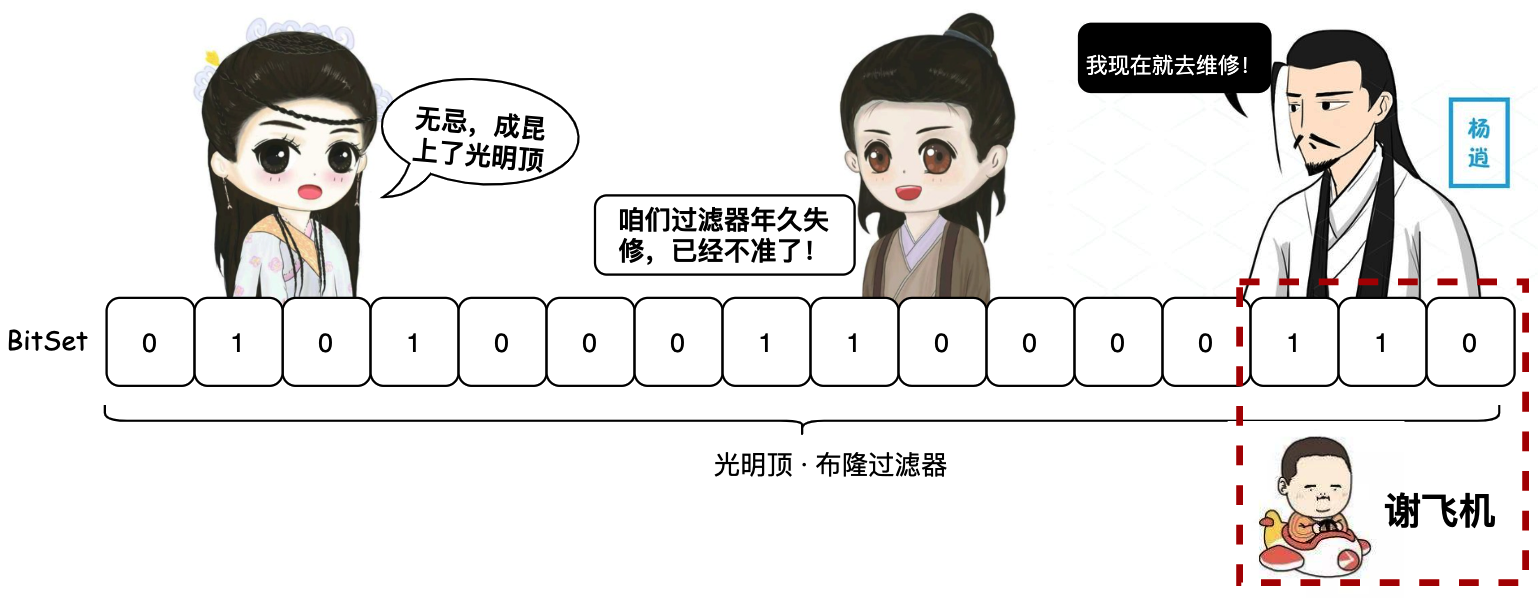 我现在就去维修！
无忌，成昆
上了光明顶
杨
逍
咱们过滤器年久失
修，已经不准了！
BitSet 0 1 0 1 0 0 0 1 1 0 0 0 0 1 1 0
光明顶 · 布隆过滤器
谢飞机